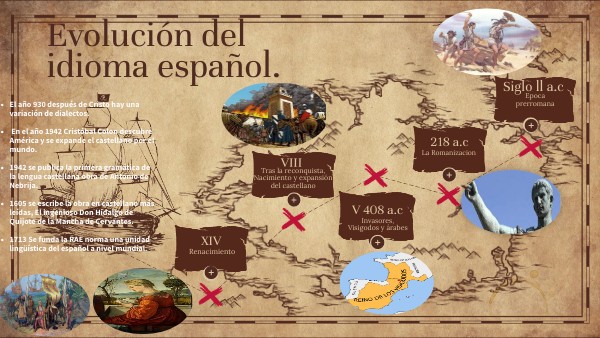 Evolución del
idioma español.
El año 930 después de Cristo hay una
variación de dialectos.
En el año 1942 Cristóbal Colon descubre
América y se expande el castellano por el
mundo.
1942 se publica la primera gramática de
la lengua castellana obra de Antonio de
Nebrija.
1605 se escribe la obra en castellano más
leídas, El ingenioso Don Hidalgo de
Quijote de la Mancha de Cervantes.
1713 Se funda la RAE norma una unidad
lingüística del español a nivel mundial.
Siglo II a.c
Epoca
prerromana
218 a.c
La Romanizacion
VIII
Tras la reconquista,
Nacimiento y expansión
del castellano
V 408 a.c
Invasores,
Visigodos y árabes
XIV
Renacimiento
REINO DE LOS